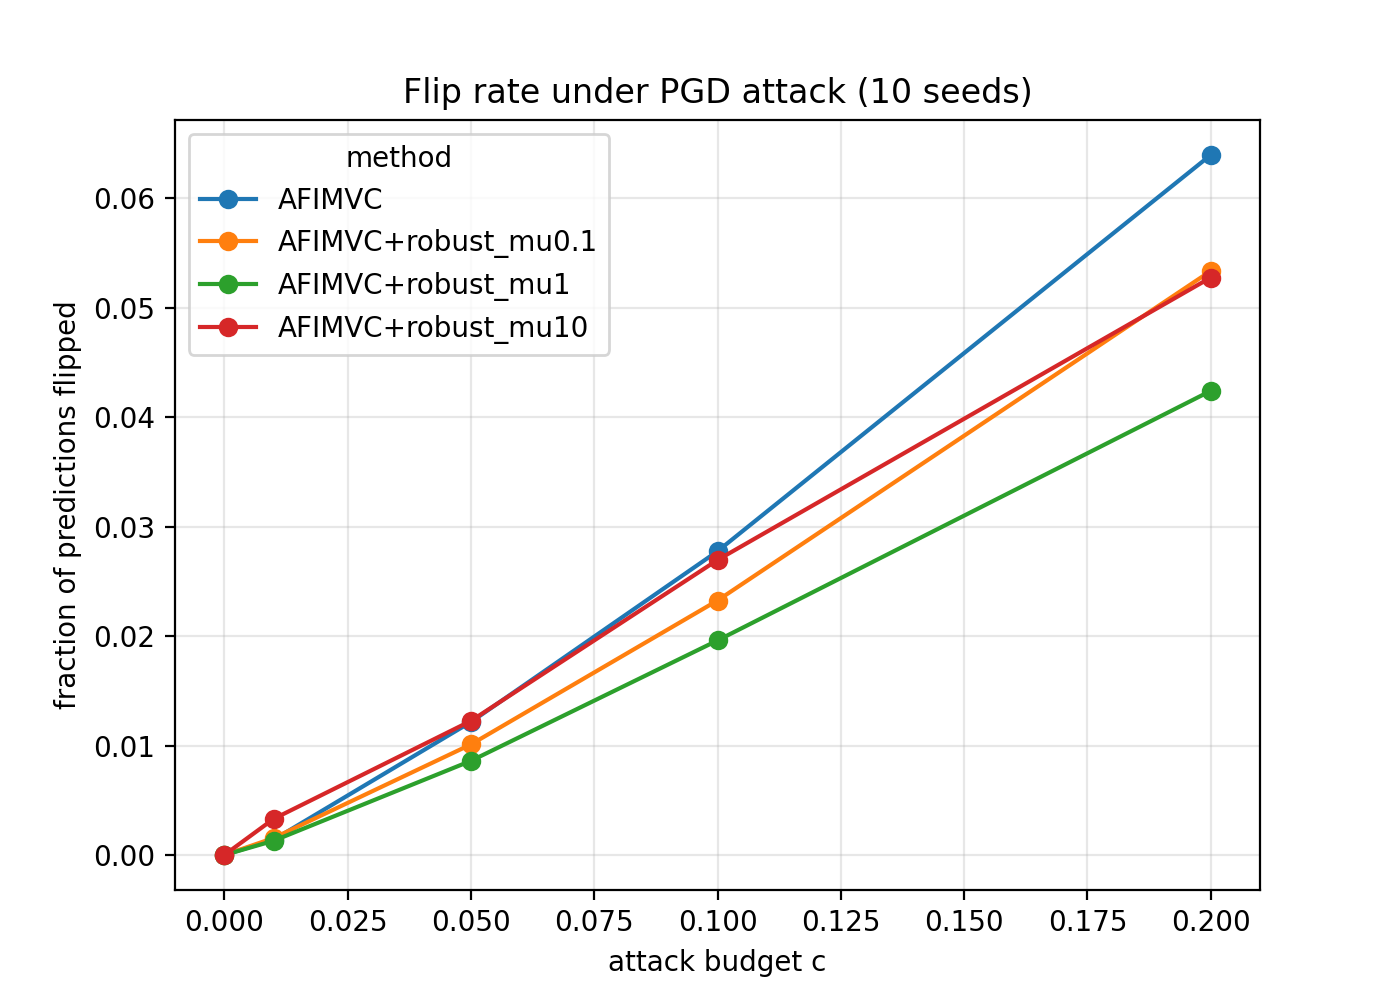 Flip rate under PGD attack (10 seeds)
method
AFIMVC
AFIMVC+robust_mu0.1
AFIMVC+robust_mu1
AFIMVC+robust_mu10
fraction of predictions flipped
0.06
0.05
0.04
0.03
0.02
0.01
0.00
0.000 0.025 0.050 0.075 0.100 0.125 0.150 0.175 0.200
attack budget c